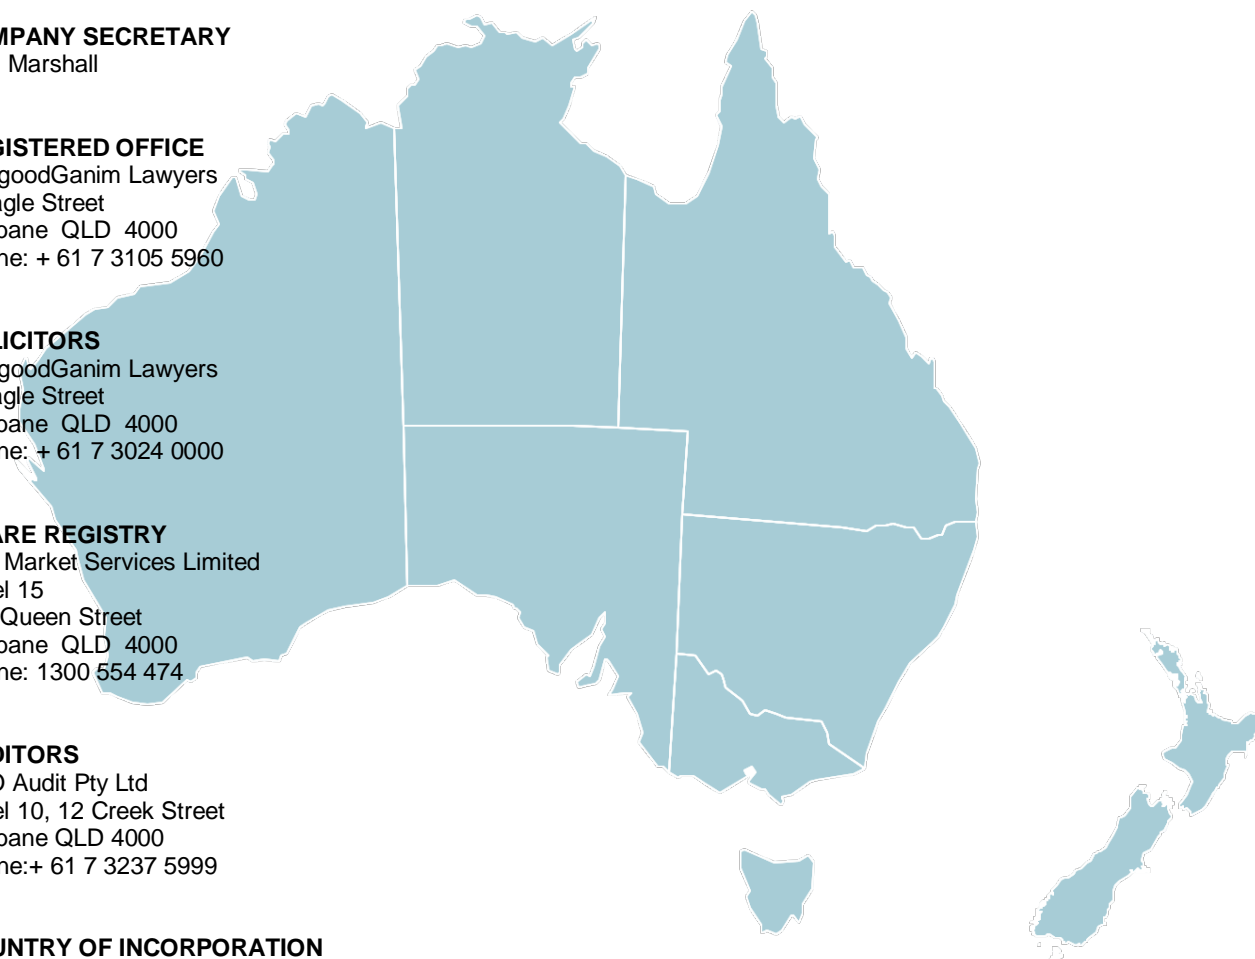 MPANY SECRETARY
Marshall
GISTERED OFFICE
goodGanim Lawyers
agle Street
bane QLD 4000
ne: + 61 7 3105 5960
LICITORS
goodGanim Lawyers
agle Street
bane QLD 4000
ne: + 61 7 3024 0000
ARE REGISTRY
Market Services Limited
el 15
Queen Street
bane QLD 4000
ne: 1300 554 474
DITORS
D Audit Pty Ltd
el 10, 12 Creek Street
bane QLD 4000
ne:+ 61 7 3237 5999
UNTRY OF INCORPORATION